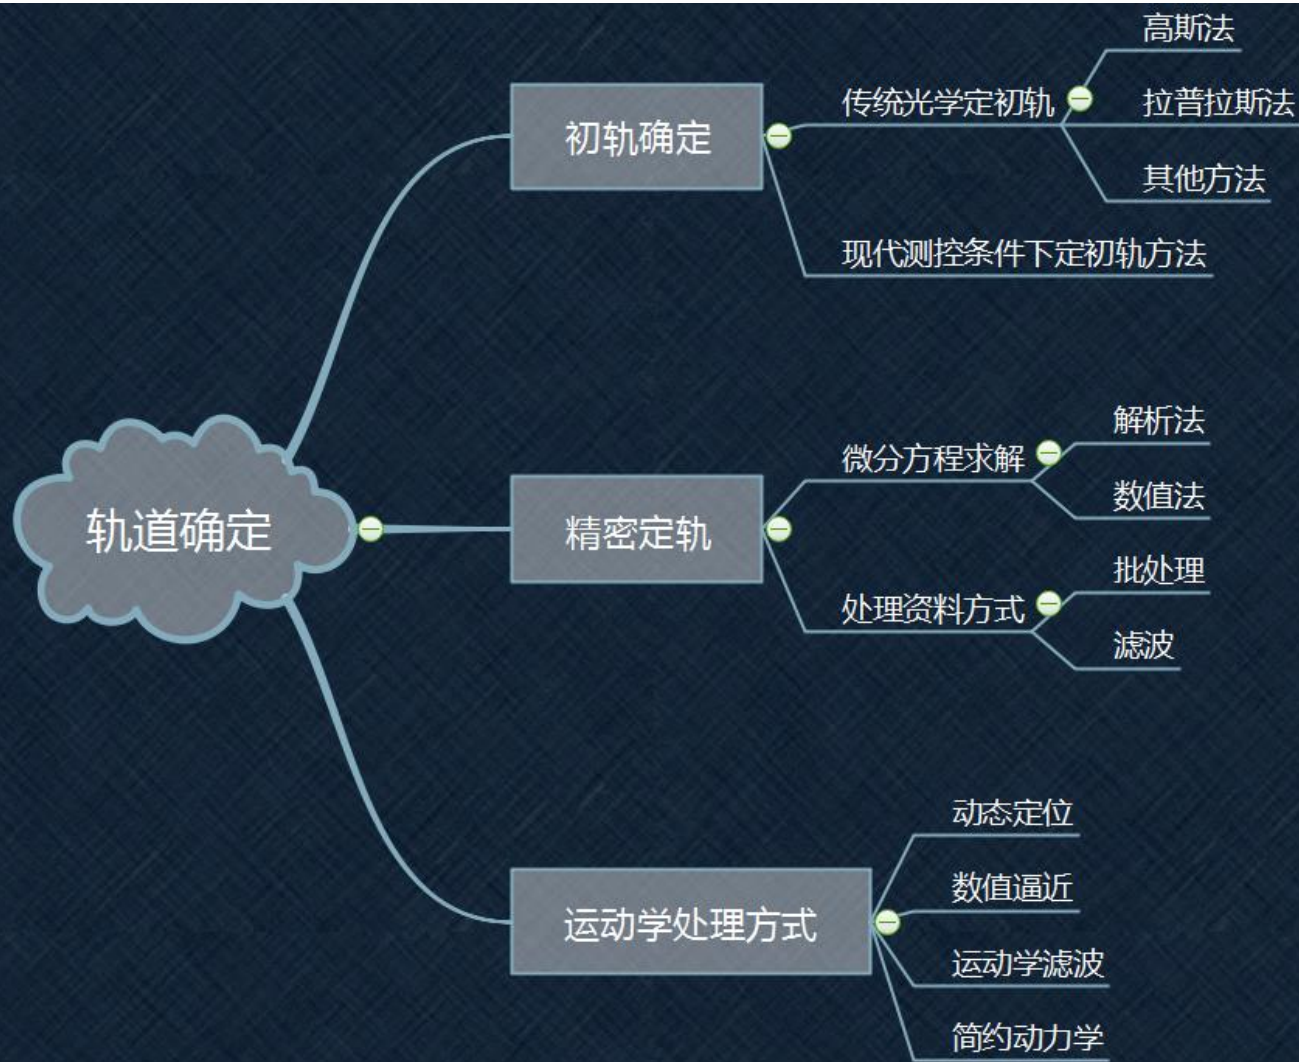 轨道确定
初轨确定
传统光学定初轨
高斯法
拉普拉斯法
其他方法
现代测控条件下定初轨方法
精密定轨
微分方程求解
解析法
数值法
处理资料方式
批处理
滤波
运动学处理方式
动态定位
数值逼近
运动学滤波
简约动力学